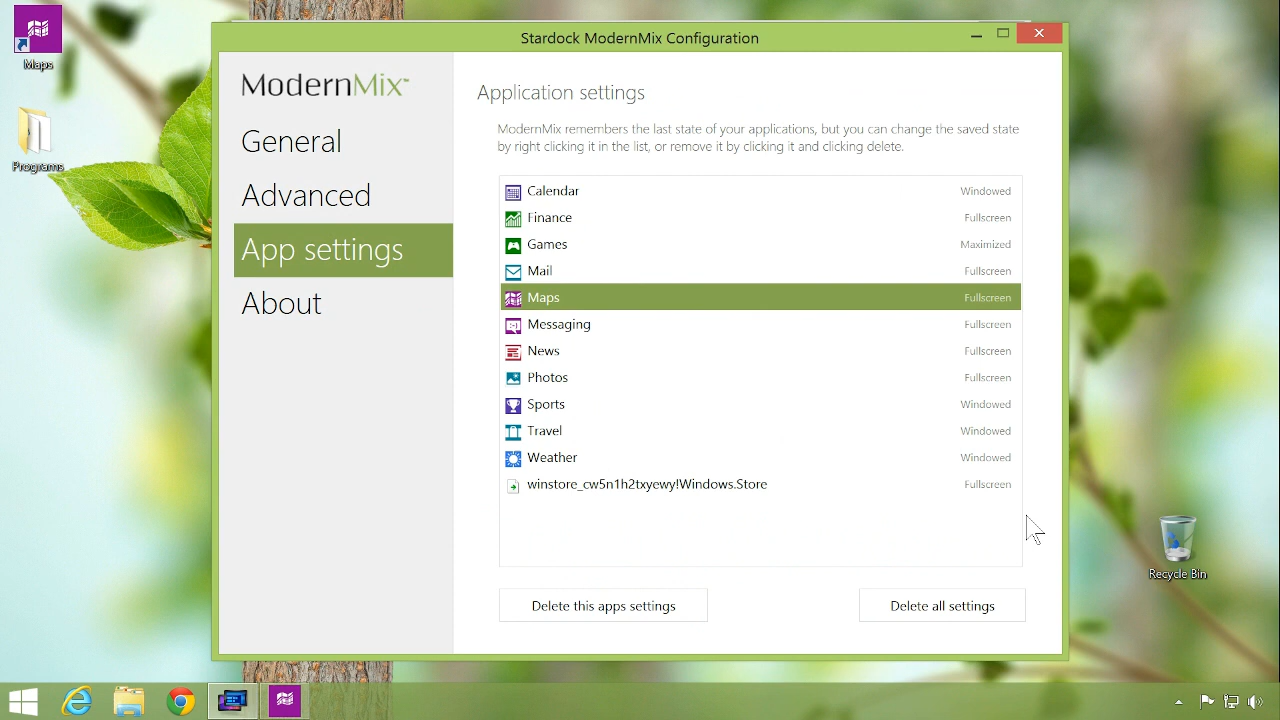 Maps
Programs
Stardock ModernMix Configuration
ModernMix™
General
Advanced
App settings
About
Application settings
ModernMix remembers the last state of your applications, but you can change the saved state
by right clicking it in the list, or remove it by clicking it and clicking delete.
Calendar Windowed
Finance Fullscreen
Games Maximized
Mail Fullscreen
Maps Fullscreen
Messaging Fullscreen
News Fullscreen
Photos Fullscreen
Sports Windowed
Travel Windowed
Weather Windowed
winstore_cw5n1h2txyewy!Windows.Store Fullscreen
Delete this apps settings
Delete all settings
Recycle Bin